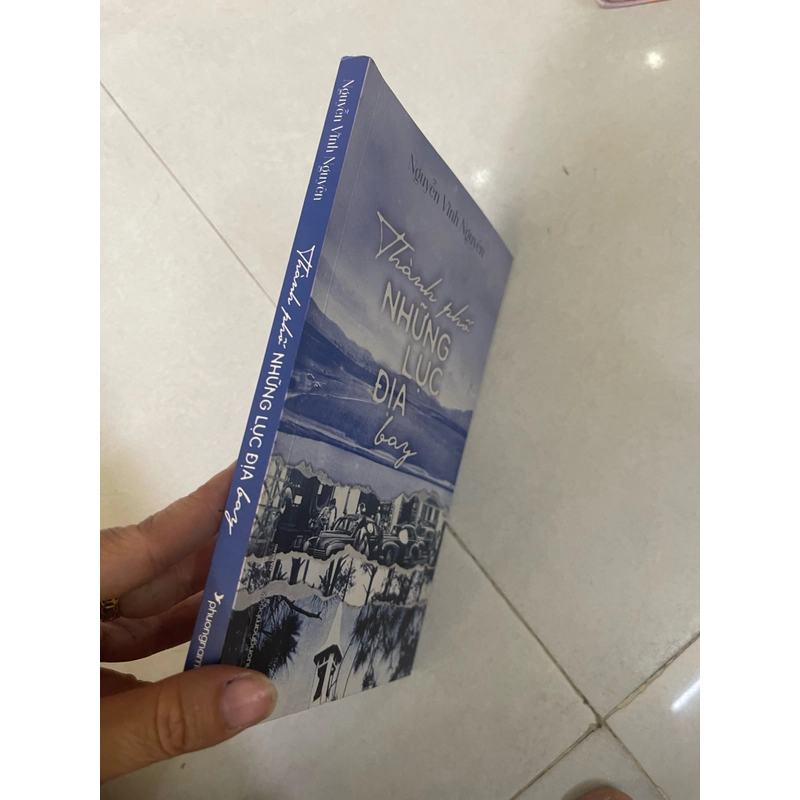 Nguyễn Vĩnh Nguyên
Thành phố NHỮNG LỤC ĐỊA bay
phuongnam
Nguyễn Vĩnh Nguyên
Thành phố
NHỮNG
LỤC
ĐỊA
bay